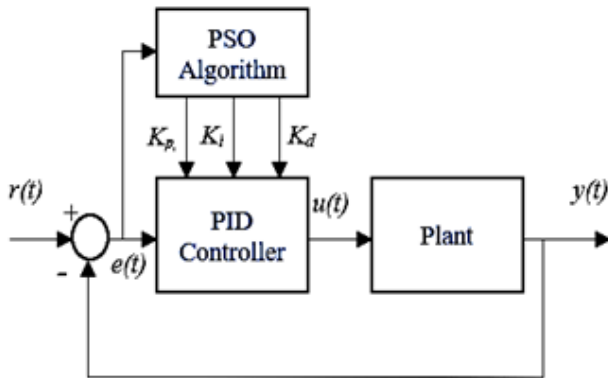 PSO
Algorithm
Kp, Ki Kd
r(t)
+
PID
Controller
u(t)
Plant
y(t)
-
e(t)